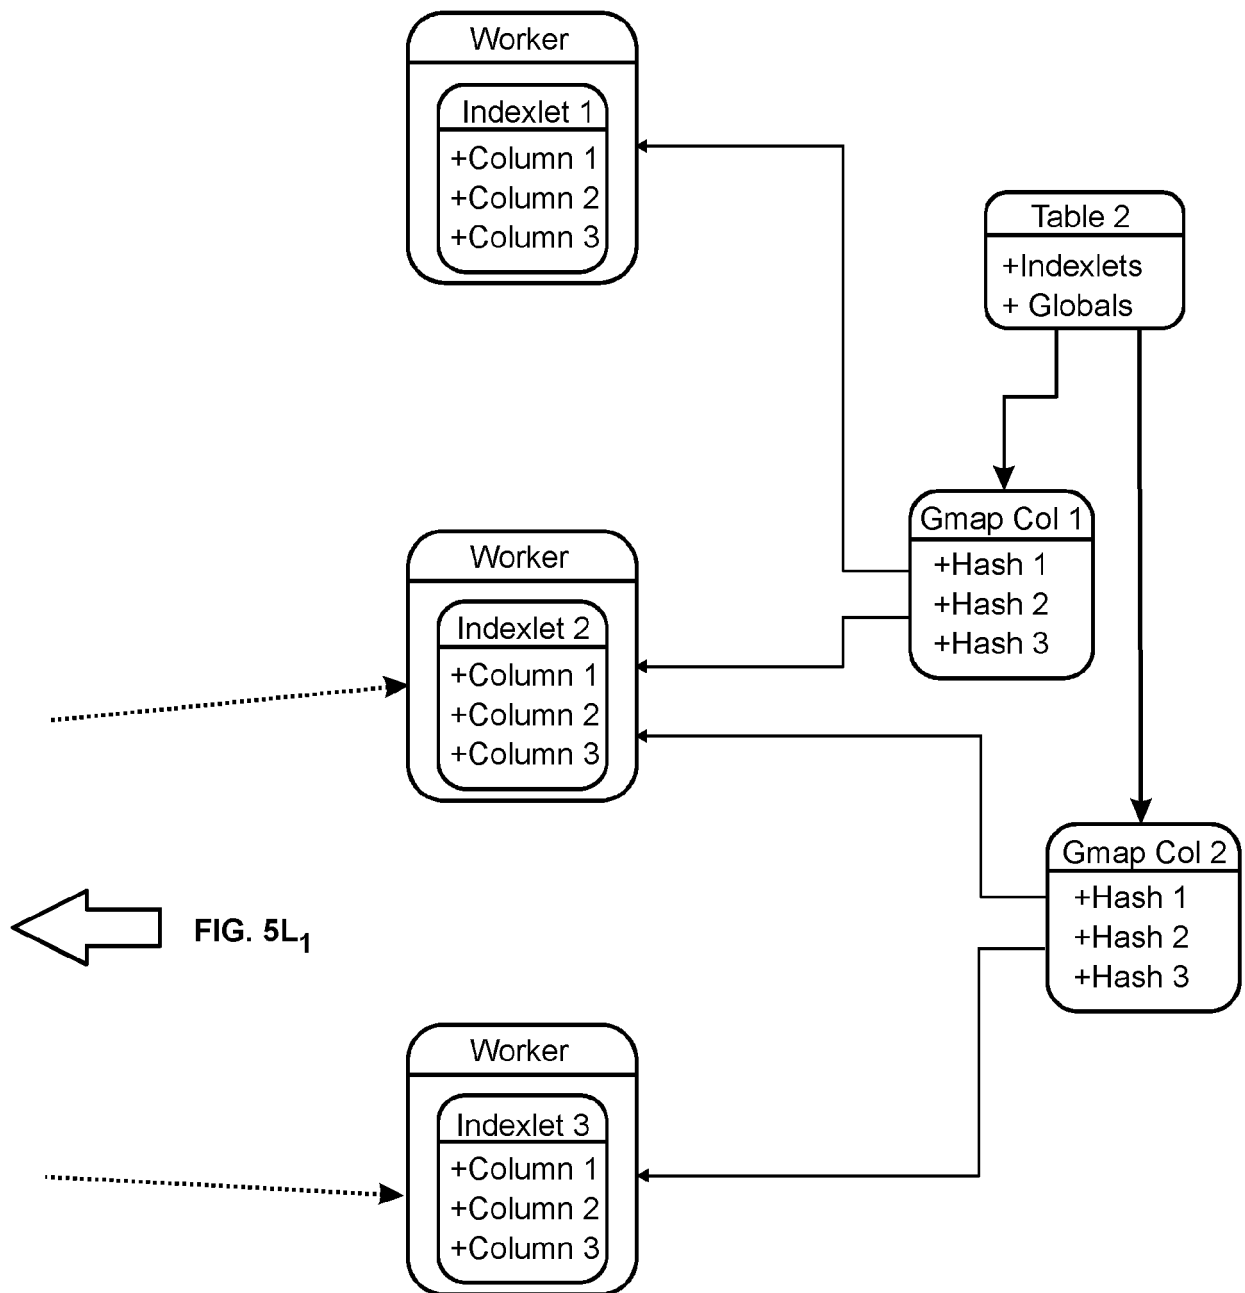 Worker
Indexlet 1
+Column 1
+Column 2
+Column 3
Table 2
+Indexlets
+ Globals
Gmap Col 1
+Hash 1
+Hash 2
+Hash 3
Worker
Indexlet 2
+Column 1
+Column 2
+Column 3
Gmap Col 2
+Hash 1
+Hash 2
+Hash 3
FIG. 5L1
Worker
Indexlet 3
+Column 1
+Column 2
+Column 3